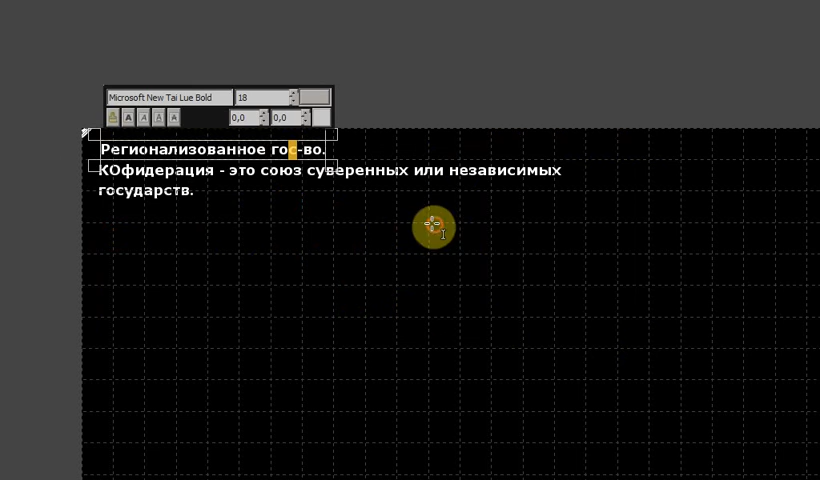 Microsoft New Tai Lue Bold 18
A A A A 0,0 0,0
Регионализованное гос-во.
КОфидерация - это союз суверенных или независимых
государств.